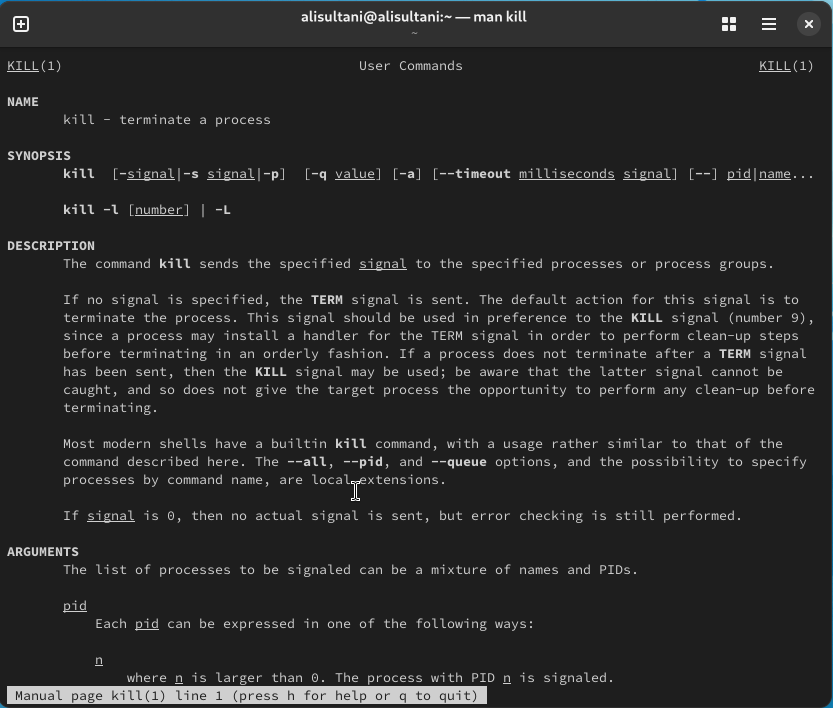 alisultani@alisultani:~ — man kill
~
KILL(1) User Commands KILL(1)
NAME
kill - terminate a process
SYNOPSIS
kill [-signal|-s signal|-p] [-q value] [-a] [--timeout milliseconds signal] [--] pid|name...
kill -l [number] | -L
DESCRIPTION
The command kill sends the specified signal to the specified processes or process groups.
If no signal is specified, the TERM signal is sent. The default action for this signal is to
terminate the process. This signal should be used in preference to the KILL signal (number 9),
since a process may install a handler for the TERM signal in order to perform clean-up steps
before terminating in an orderly fashion. If a process does not terminate after a TERM signal
has been sent, then the KILL signal may be used; be aware that the latter signal cannot be
caught, and so does not give the target process the opportunity to perform any clean-up before
terminating.
Most modern shells have a builtin kill command, with a usage rather similar to that of the
command described here. The --all, --pid, and --queue options, and the possibility to specify
processes by command name, are local extensions.
If signal is 0, then no actual signal is sent, but error checking is still performed.
ARGUMENTS
The list of processes to be signaled can be a mixture of names and PIDs.
pid
Each pid can be expressed in one of the following ways:
n
where n is larger than 0. The process with PID n is signaled.
Manual page kill(1) line 1 (press h for help or q to quit)